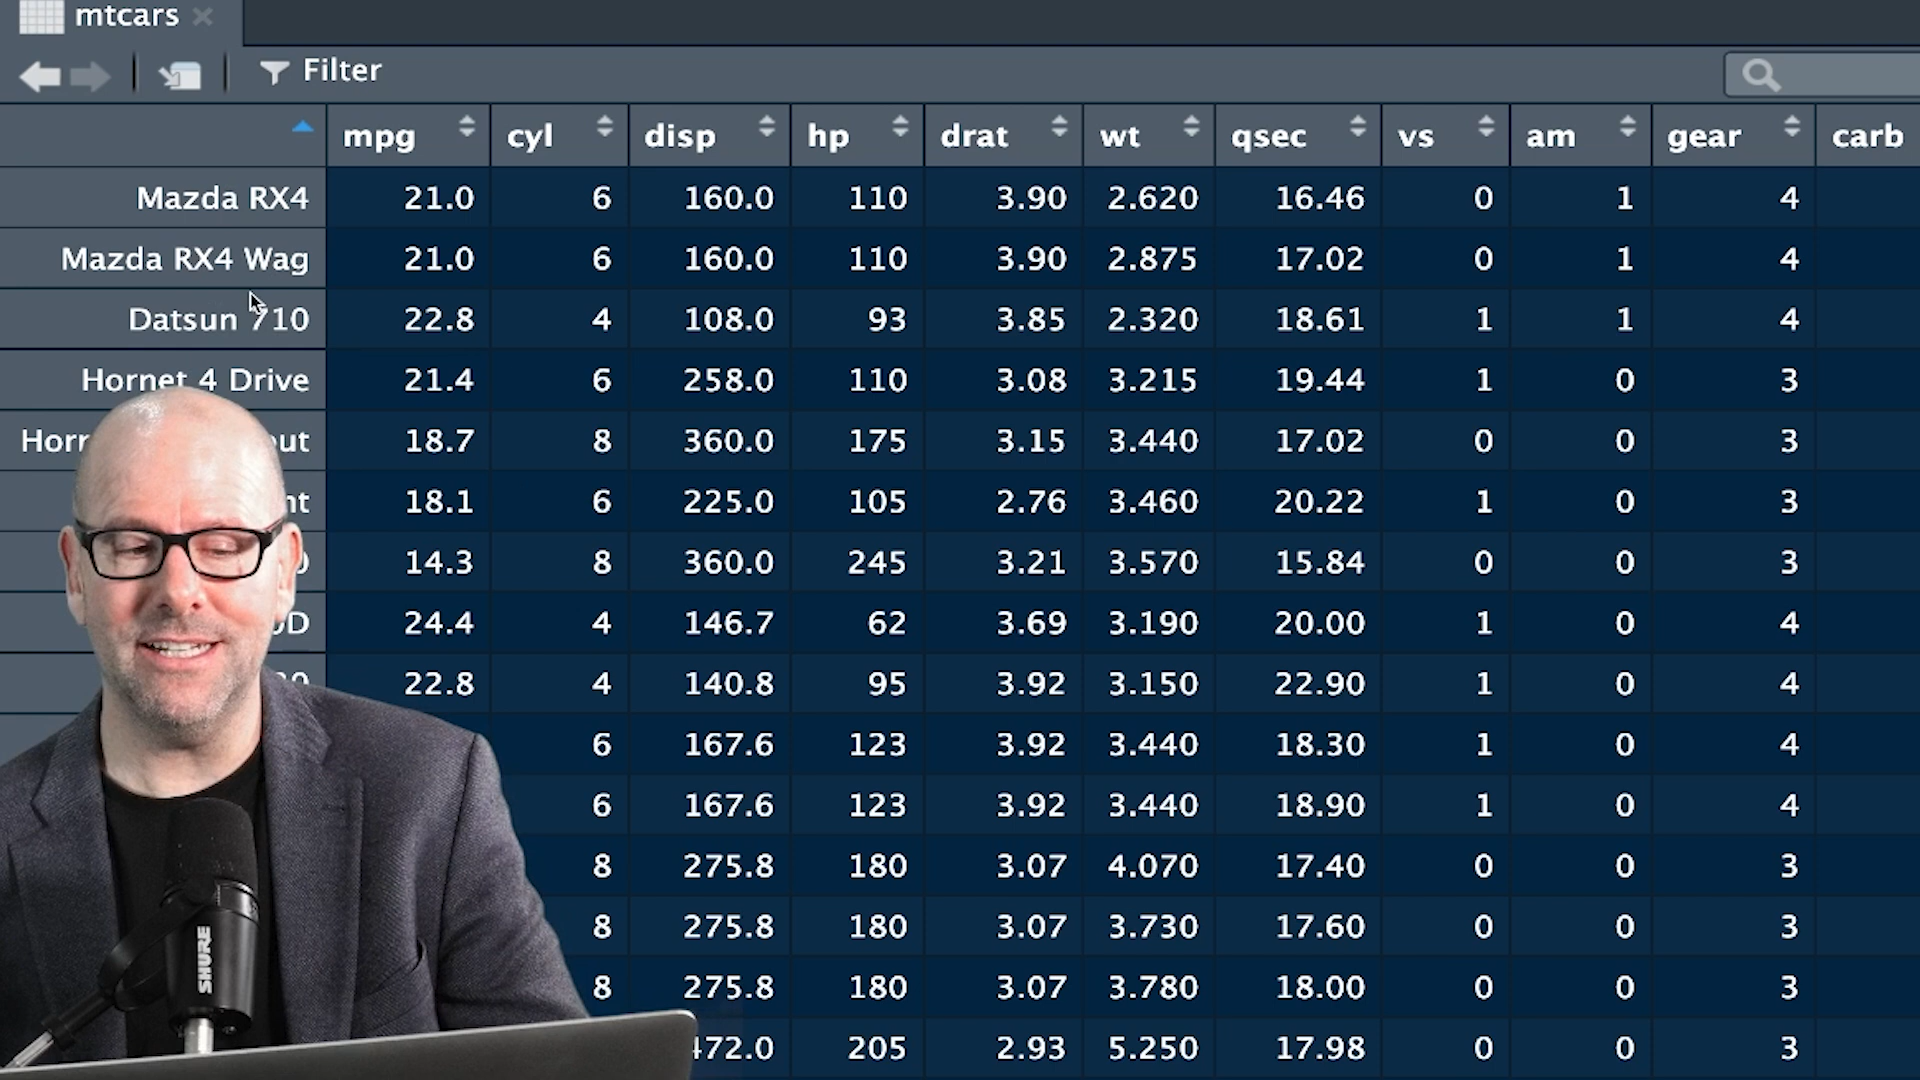 mtcars
Filter
mpg cyl disp hp drat wt qsec vs am gear carb
Mazda RX4 21.0 6 160.0 110 3.90 2.620 16.46 0 1 4
Mazda RX4 Wag 21.0 6 160.0 110 3.90 2.875 17.02 0 1 4
Datsun 710 22.8 4 108.0 93 3.85 2.320 18.61 1 1 4
Hornet 4 Drive 21.4 6 258.0 110 3.08 3.215 19.44 1 0 3
18.7 8 360.0 175 3.15 3.440 17.02 0 0 3
18.1 6 225.0 105 2.76 3.460 20.22 1 0 3
14.3 8 360.0 245 3.21 3.570 15.84 0 0 3
24.4 4 146.7 62 3.69 3.190 20.00 1 0 4
22.8 4 140.8 95 3.92 3.150 22.90 1 0 4
6 167.6 123 3.92 3.440 18.30 1 0 4
6 167.6 123 3.92 3.440 18.90 1 0 4
8 275.8 180 3.07 4.070 17.40 0 0 3
8 275.8 180 3.07 3.730 17.60 0 0 3
8 275.8 180 3.07 3.780 18.00 0 0 3
472.0 205 2.93 5.250 17.98 0 0 3
SHURE